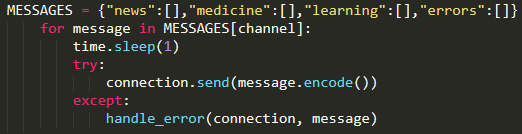 MESSAGES = {"news":[],"medicine":[],"learning":[],"errors":[]}
for message in MESSAGES[channel]:
time.sleep(1)
try:
connection.send(message.encode())
except:
handle_error(connection, message)